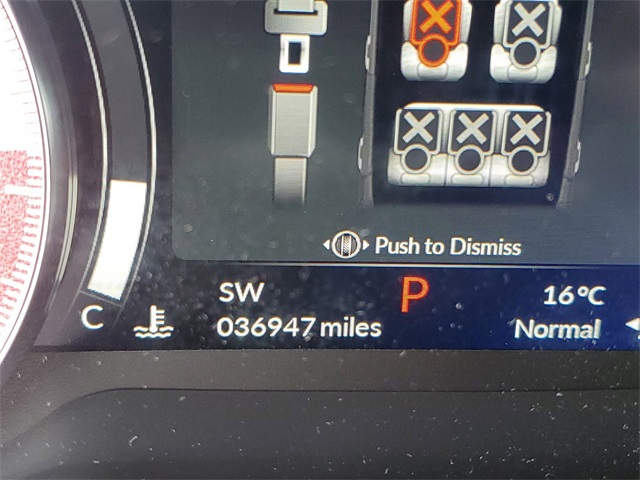 Push to Dismiss
SW
P
16°C
036947 miles
Normal
C